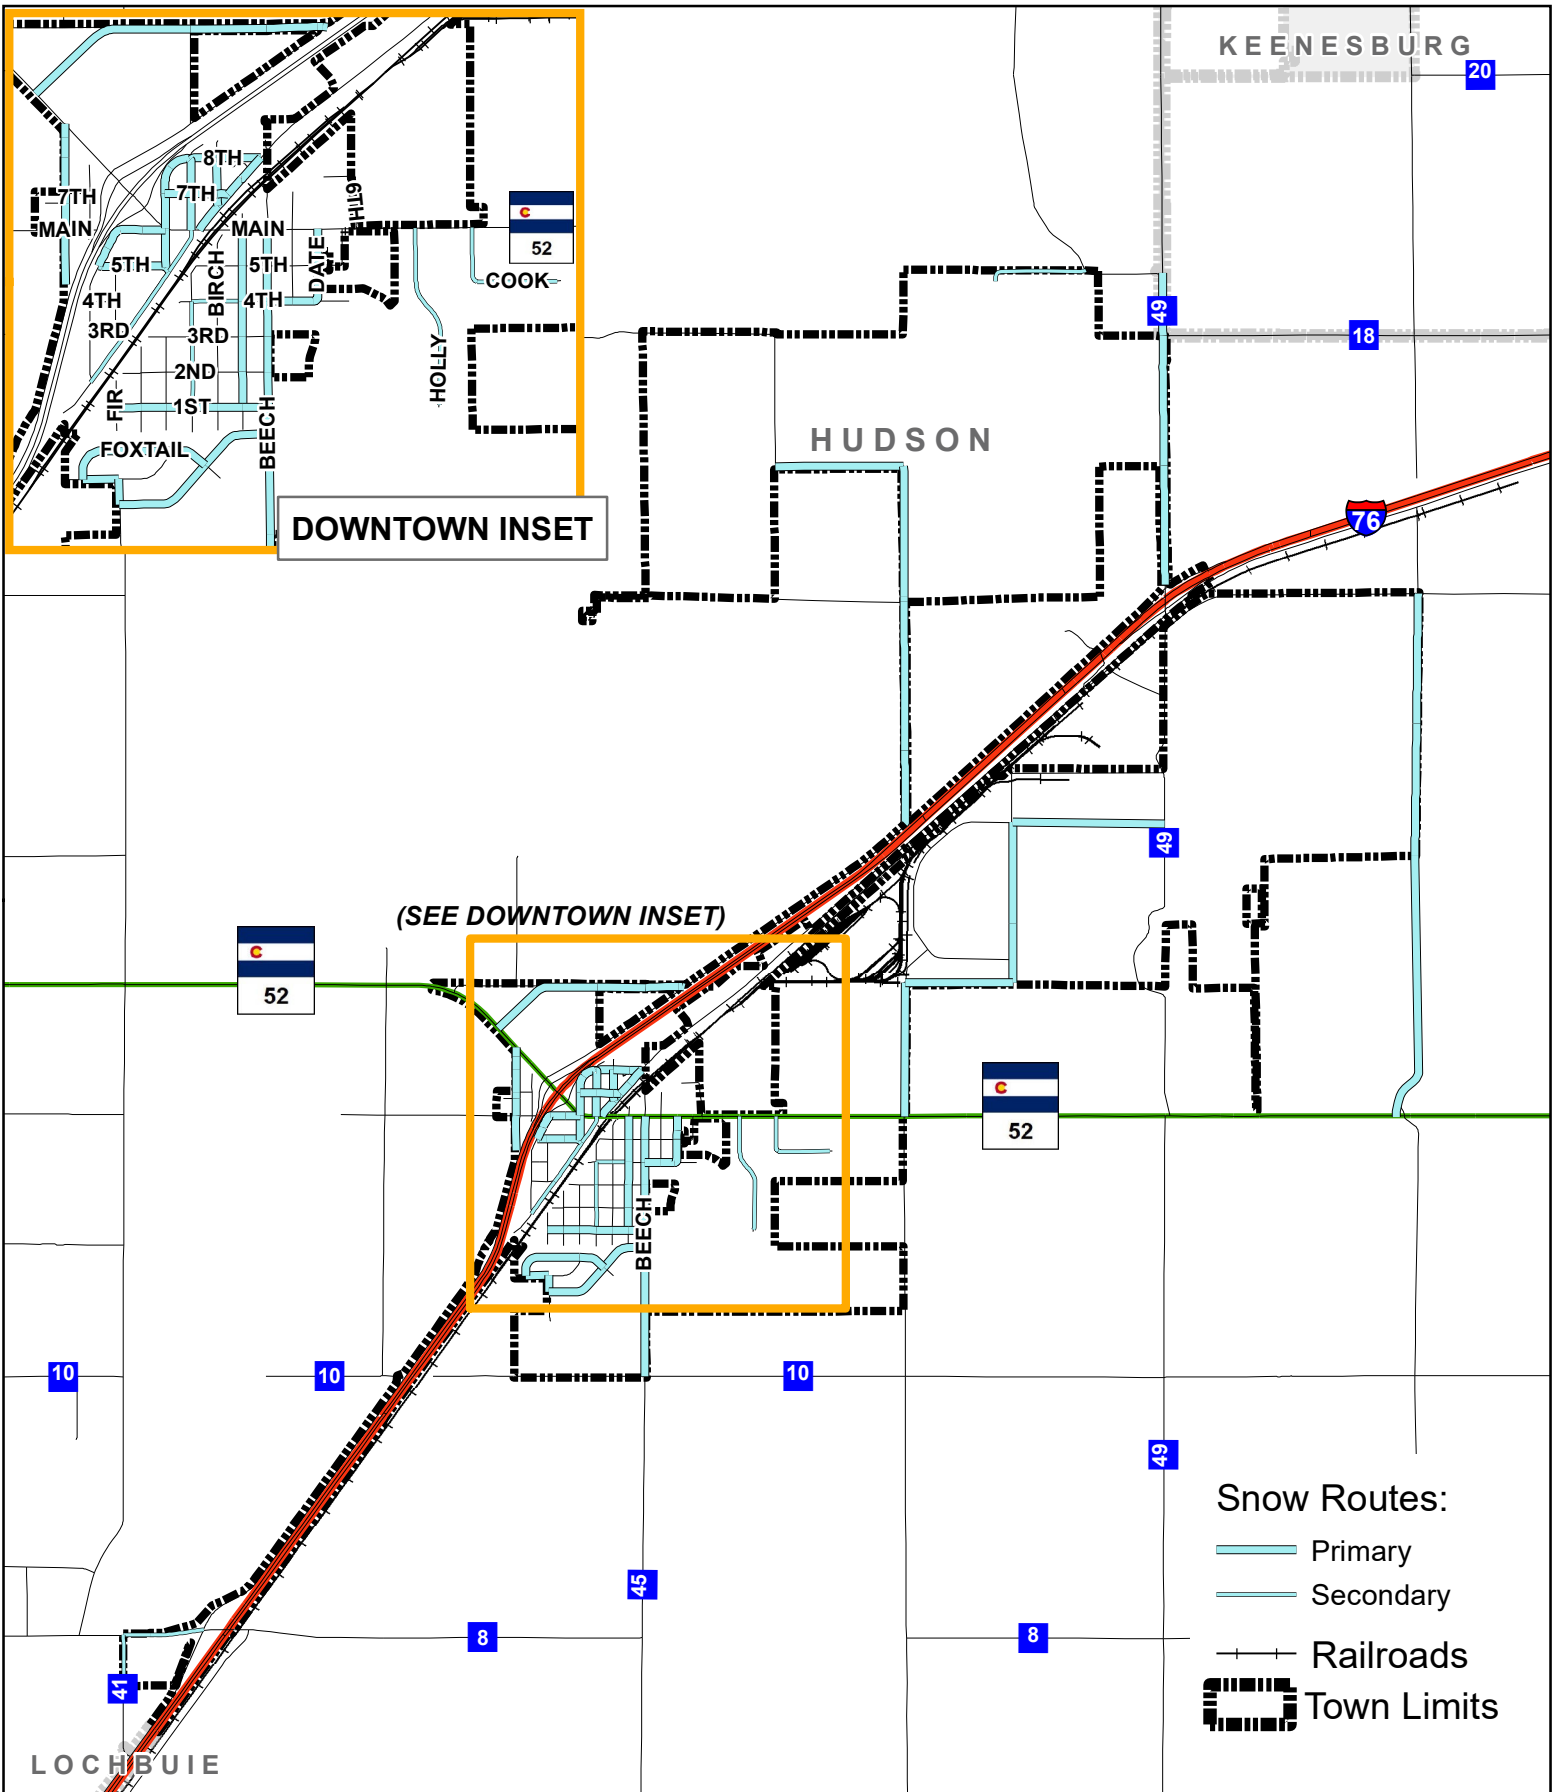 KEENESBURG
20
8TH
7TH
7TH
9TH
MAIN
MAIN
52
DATE
5TH
5TH
BIRCH
COOK
4TH
4TH
49
3RD
3RD
18
HOLLY
2ND
FIR
1ST
BEECH
HUDSON
FOXTAIL
76
DOWNTOWN INSET
49
(SEE DOWNTOWN INSET)
52
52
BEECH
10
10
10
49
Snow Routes:
Primary
45
Secondary
8
8
Railroads
41
Town Limits
LOCHBUIE